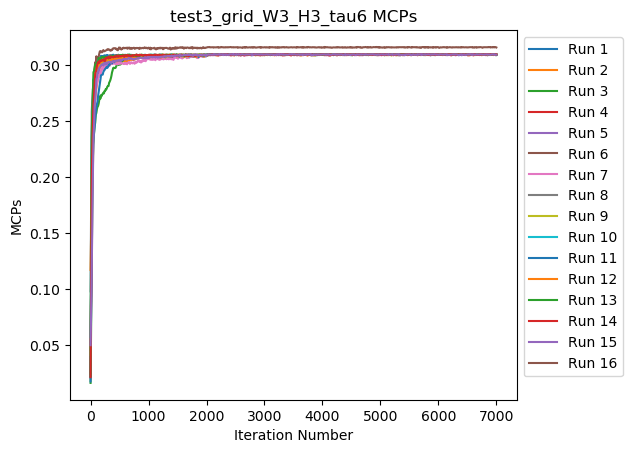 test3_grid_W3_H3_tau6 MCPs
MCPs
0.30
0.25
0.20
0.15
0.10
0.05
0
1000
2000
3000
4000
5000
6000
7000
Iteration Number
Run 1
Run 2
Run 3
Run 4
Run 5
Run 6
Run 7
Run 8
Run 9
Run 10
Run 11
Run 12
Run 13
Run 14
Run 15
Run 16